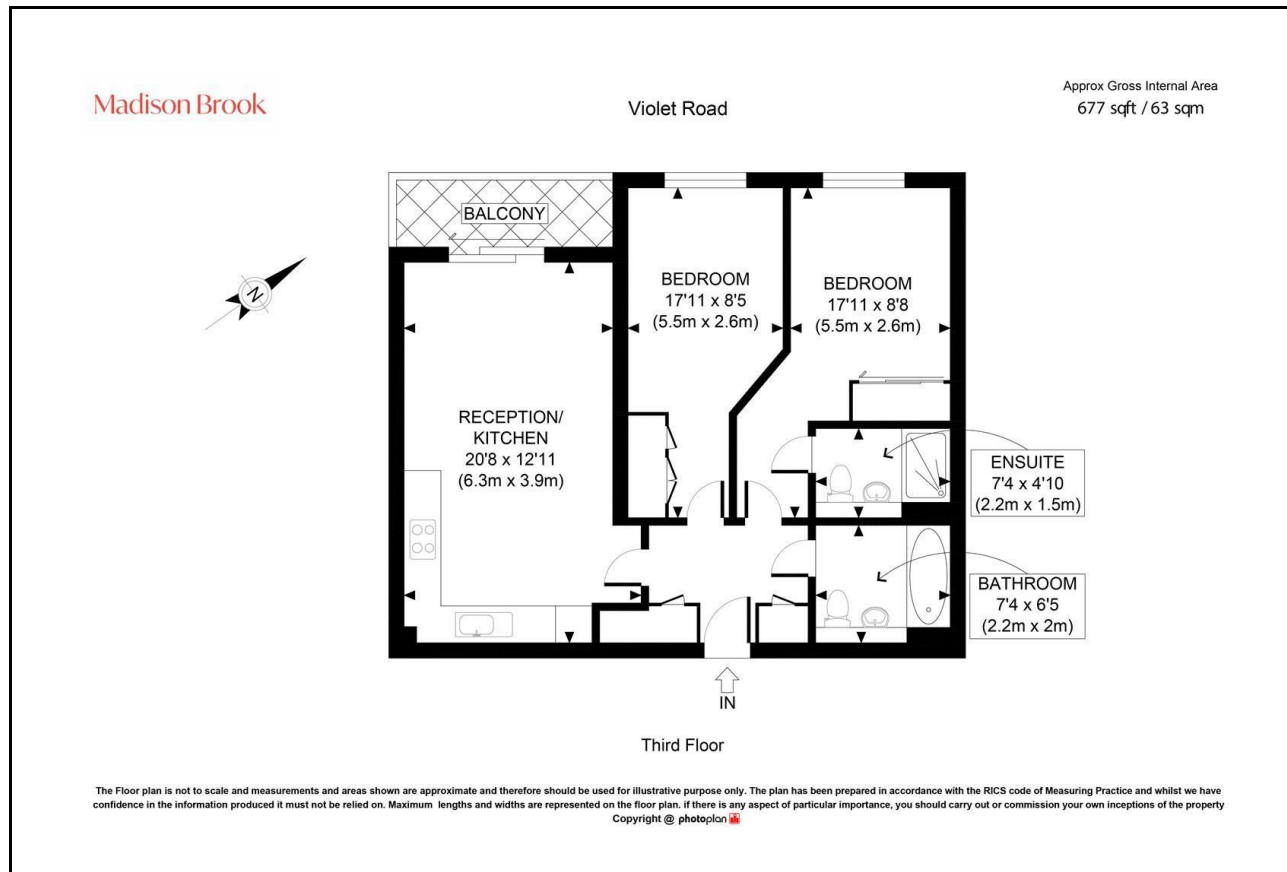 Madison Brook
Violet Road
Approx Gross Internal Area
677 sqft / 63 sqm
BALCONY
N
BEDROOM
17'11 x 8'5
(5.5m x 2.6m)
BEDROOM
17'11 x 8'8
(5.5m x 2.6m)
RECEPTION/
KITCHEN
20'8 x 12'11
(6.3m x 3.9m)
ENSUITE
7'4 x 4'10
(2.2m x 1.5m)
BATHROOM
7'4 x 6'5
(2.2m x 2m)
IN
Third Floor
The Floor plan is not to scale and measurements and areas shown are approximate and therefore should be used for illustrative purpose only. The plan has been prepared in accordance with the RICS code of Measuring Practice and whilst we have
confidence in the information produced it must not be relied on. Maximum lengths and widths are represented on the floor plan. if there is any aspect of particular importance, you should carry out or commission your own inceptions of the property
Copyright @ photoplan